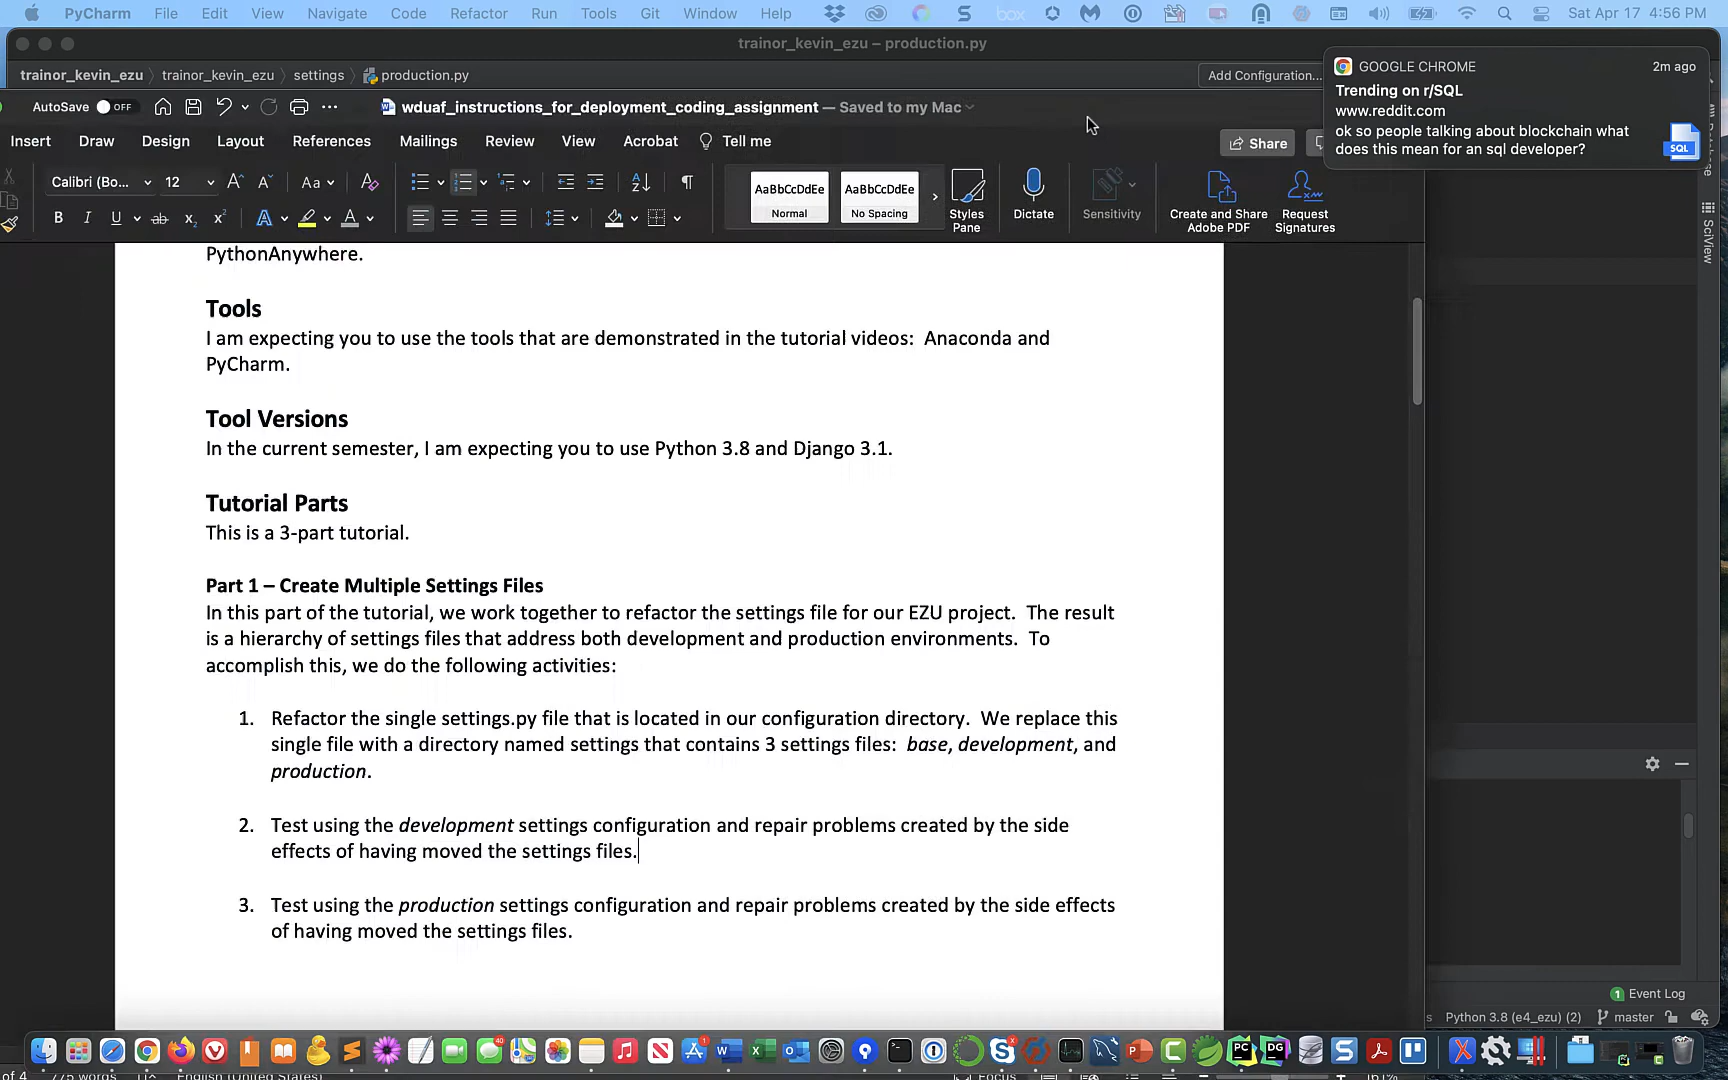 PyCharm File Edit View Navigate Code Refactor Run Tools Git Window Help box Sat Apr 17 4:56 PM
trainor_kevin_ezu – production.py
trainor_kevin_ezu trainor_kevin_ezu settings production.py Add Configuration...
GOOGLE CHROME 2m ago
Trending on r/SQL
www.reddit.com
ok so people talking about blockchain what
does this mean for an sql developer?
SQL
AutoSave OFF wduaf_instructions_for_deployment_coding_assignment — Saved to my Mac
Insert Draw Design Layout References Mailings Review View Acrobat Tell me Share
Calibri (Bo... 12 AaBbCcDdEe AaBbCcDdEe
Normal No Spacing Styles Pane Dictate Sensitivity Create and Share Adobe PDF Request Signatures
SciView
PythonAnywhere.
Tools
I am expecting you to use the tools that are demonstrated in the tutorial videos: Anaconda and
PyCharm.
Tool Versions
In the current semester, I am expecting you to use Python 3.8 and Django 3.1.
Tutorial Parts
This is a 3-part tutorial.
Part 1 – Create Multiple Settings Files
In this part of the tutorial, we work together to refactor the settings file for our EZU project. The result
is a hierarchy of settings files that address both development and production environments. To
accomplish this, we do the following activities:
1. Refactor the single settings.py file that is located in our configuration directory. We replace this
single file with a directory named settings that contains 3 settings files: base, development, and
production.
2. Test using the development settings configuration and repair problems created by the side
effects of having moved the settings files.
3. Test using the production settings configuration and repair problems created by the side effects
of having moved the settings files.
1 Event Log
Python 3.8 (e4_ezu) (2) master
of 4 775 words English (United States) Focus 161%